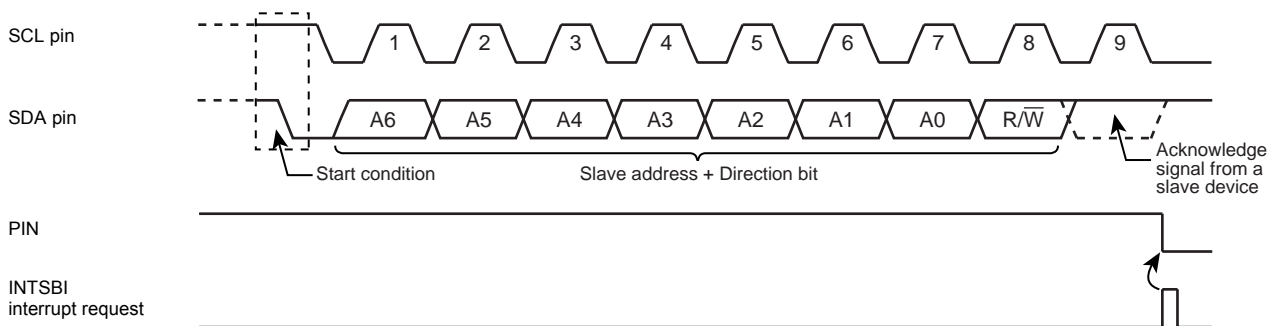 SCL pin
1 2 3 4 5 6 7 8 9
SDA pin
A6 A5 A4 A3 A2 A1 A0 R/W̅
Start condition
Slave address + Direction bit
Acknowledge
signal from a
slave device
PIN
INTSBI
interrupt request